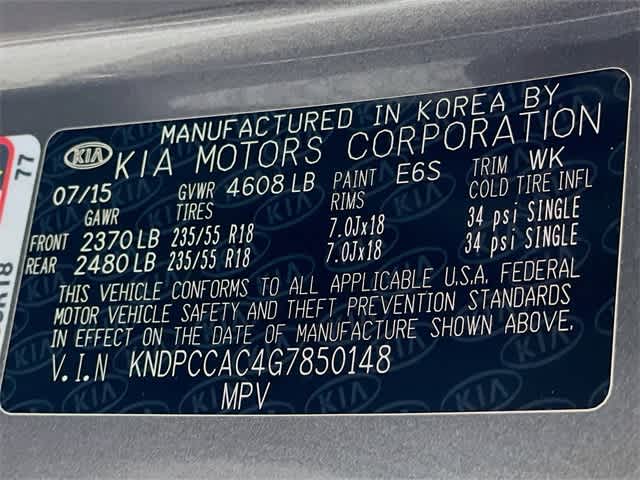 MANUFACTURED IN KOREA BY
KIA KIA MOTORS CORPORATION
07/15 GVWR 4608 LB PAINT E6S TRIM WK
GAWR TIRES RIMS COLD TIRE INFL
FRONT 2370 LB 235/55 R18 7.0Jx18 34 psi SINGLE
REAR 2480 LB 235/55 R18 7.0Jx18 34 psi SINGLE
THIS VEHICLE CONFORMS TO ALL APPLICABLE U.S.A. FEDERAL
MOTOR VEHICLE SAFETY AND THEFT PREVENTION STANDARDS
IN EFFECT ON THE DATE OF MANUFACTURE SHOWN ABOVE.
V.I.N KNDPCCAC4G7850148
MPV
77